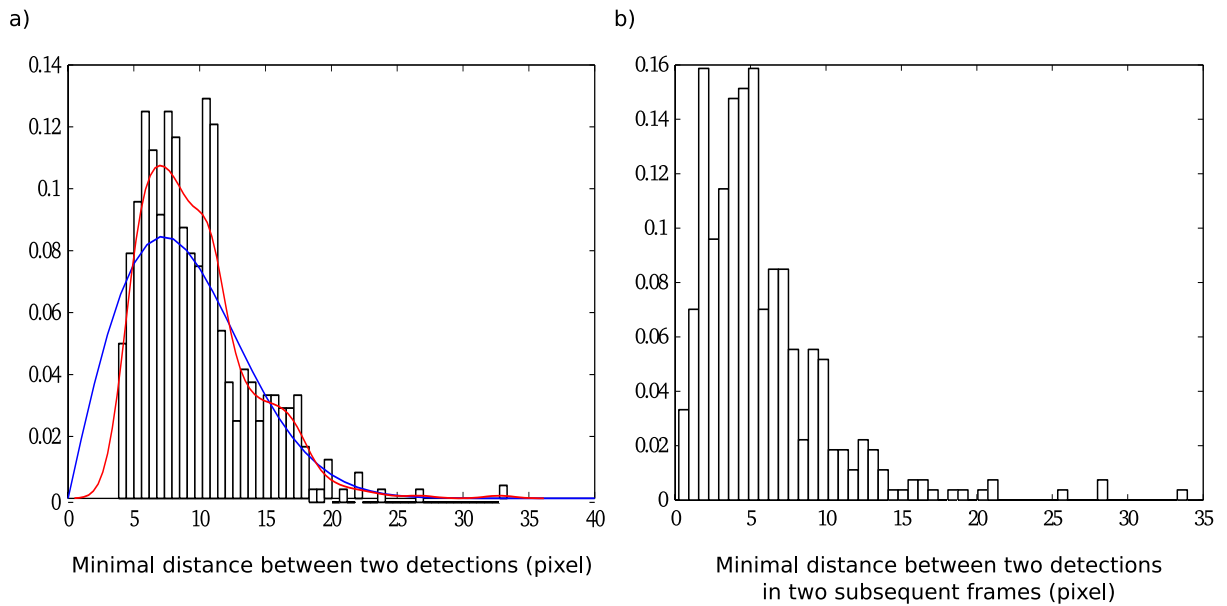 a)
0.14
0.12
0.1
0.08
0.06
0.04
0.02
0
0 5 10 15 20 25 30 35 40
Minimal distance between two detections (pixel)
b)
0.16
0.14
0.12
0.1
0.08
0.06
0.04
0.02
0
0 5 10 15 20 25 30 35
Minimal distance between two detections
in two subsequent frames (pixel)